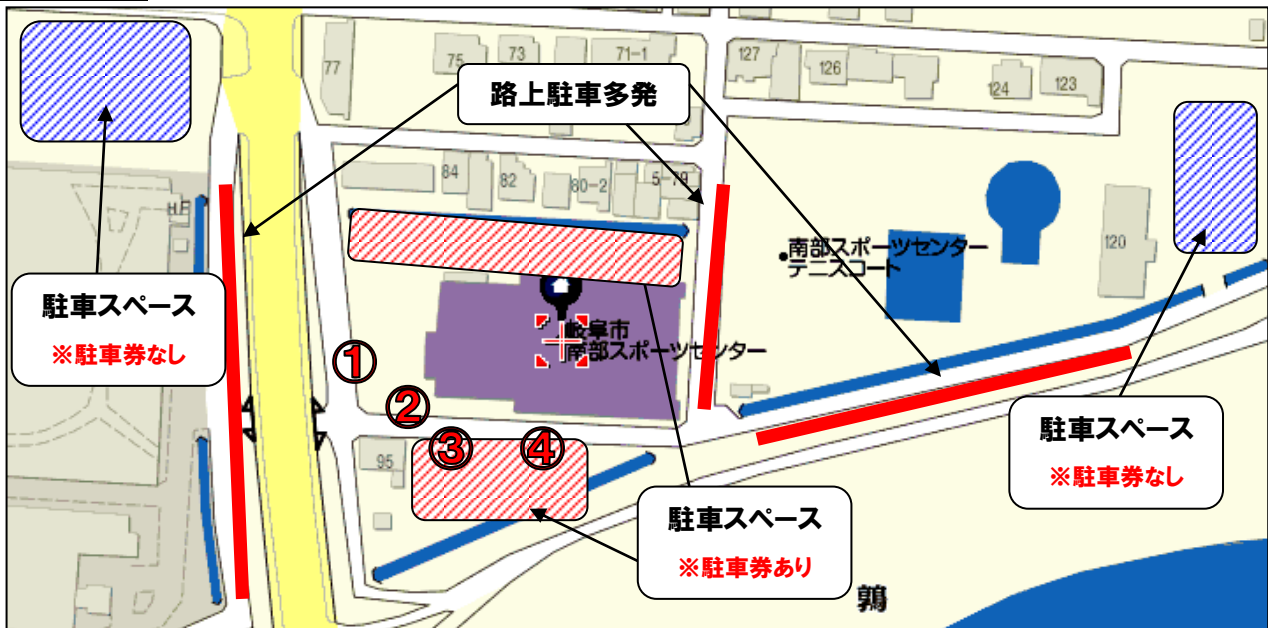 77
75
73
71-1
127
126
124
123
路上駐車多発
84
82
80-2
5-79
H.F
120
南部スポーツセンター
テニスコート
駐車スペース
※駐車券なし
岐阜市
南部スポーツセンター
①
②
③
④
95
駐車スペース
※駐車券なし
駐車スペース
※駐車券あり
鶉